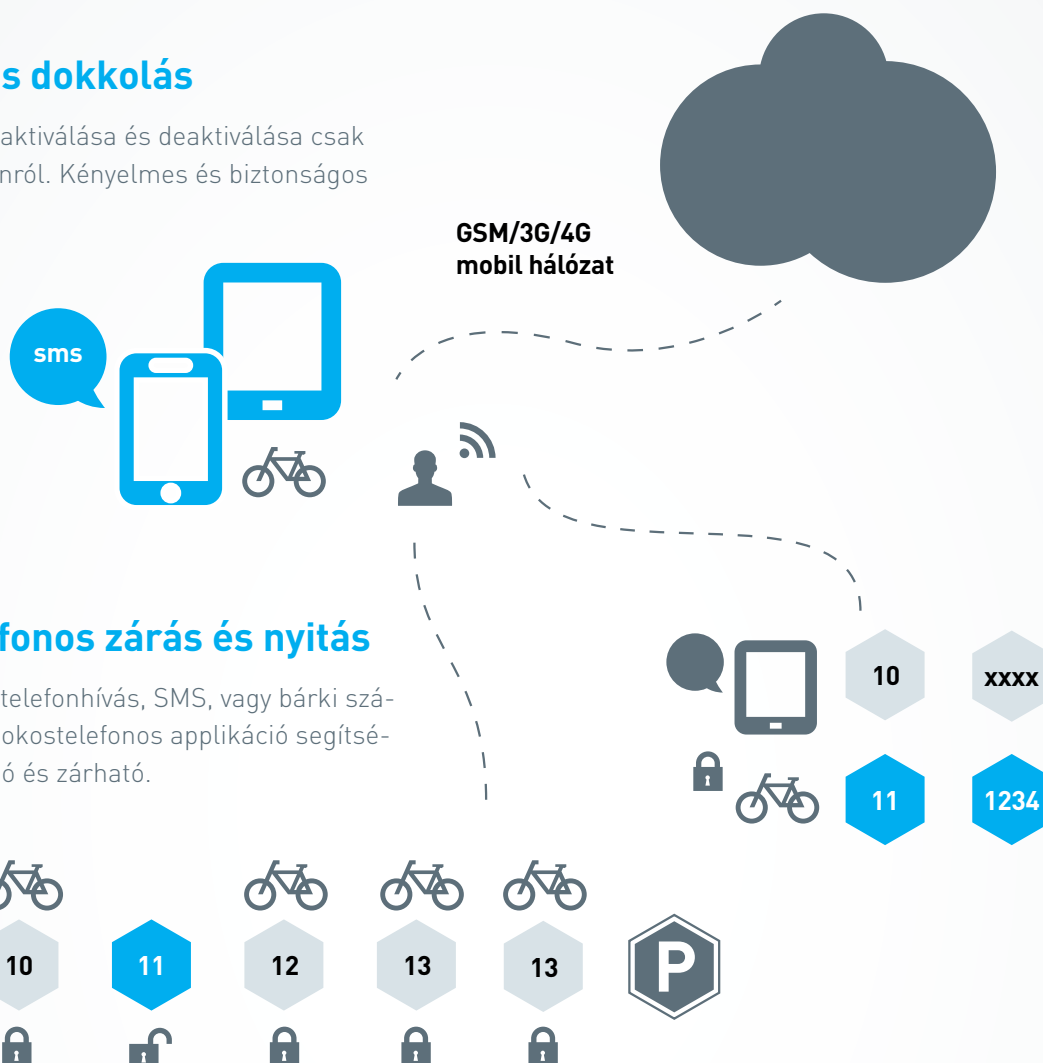 s dokkolás
aktiválása és deaktiválása csak
nról. Kényelmes és biztonságos
GSM/3G/4G
mobil hálózat
sms
fonos zárás és nyitás
telefonhívás, SMS, vagy bárki szá-
okostelefonos applikáció segítsé-
ó és zárható.
10 xxxx
11 1234
10 11 12 13 13 P